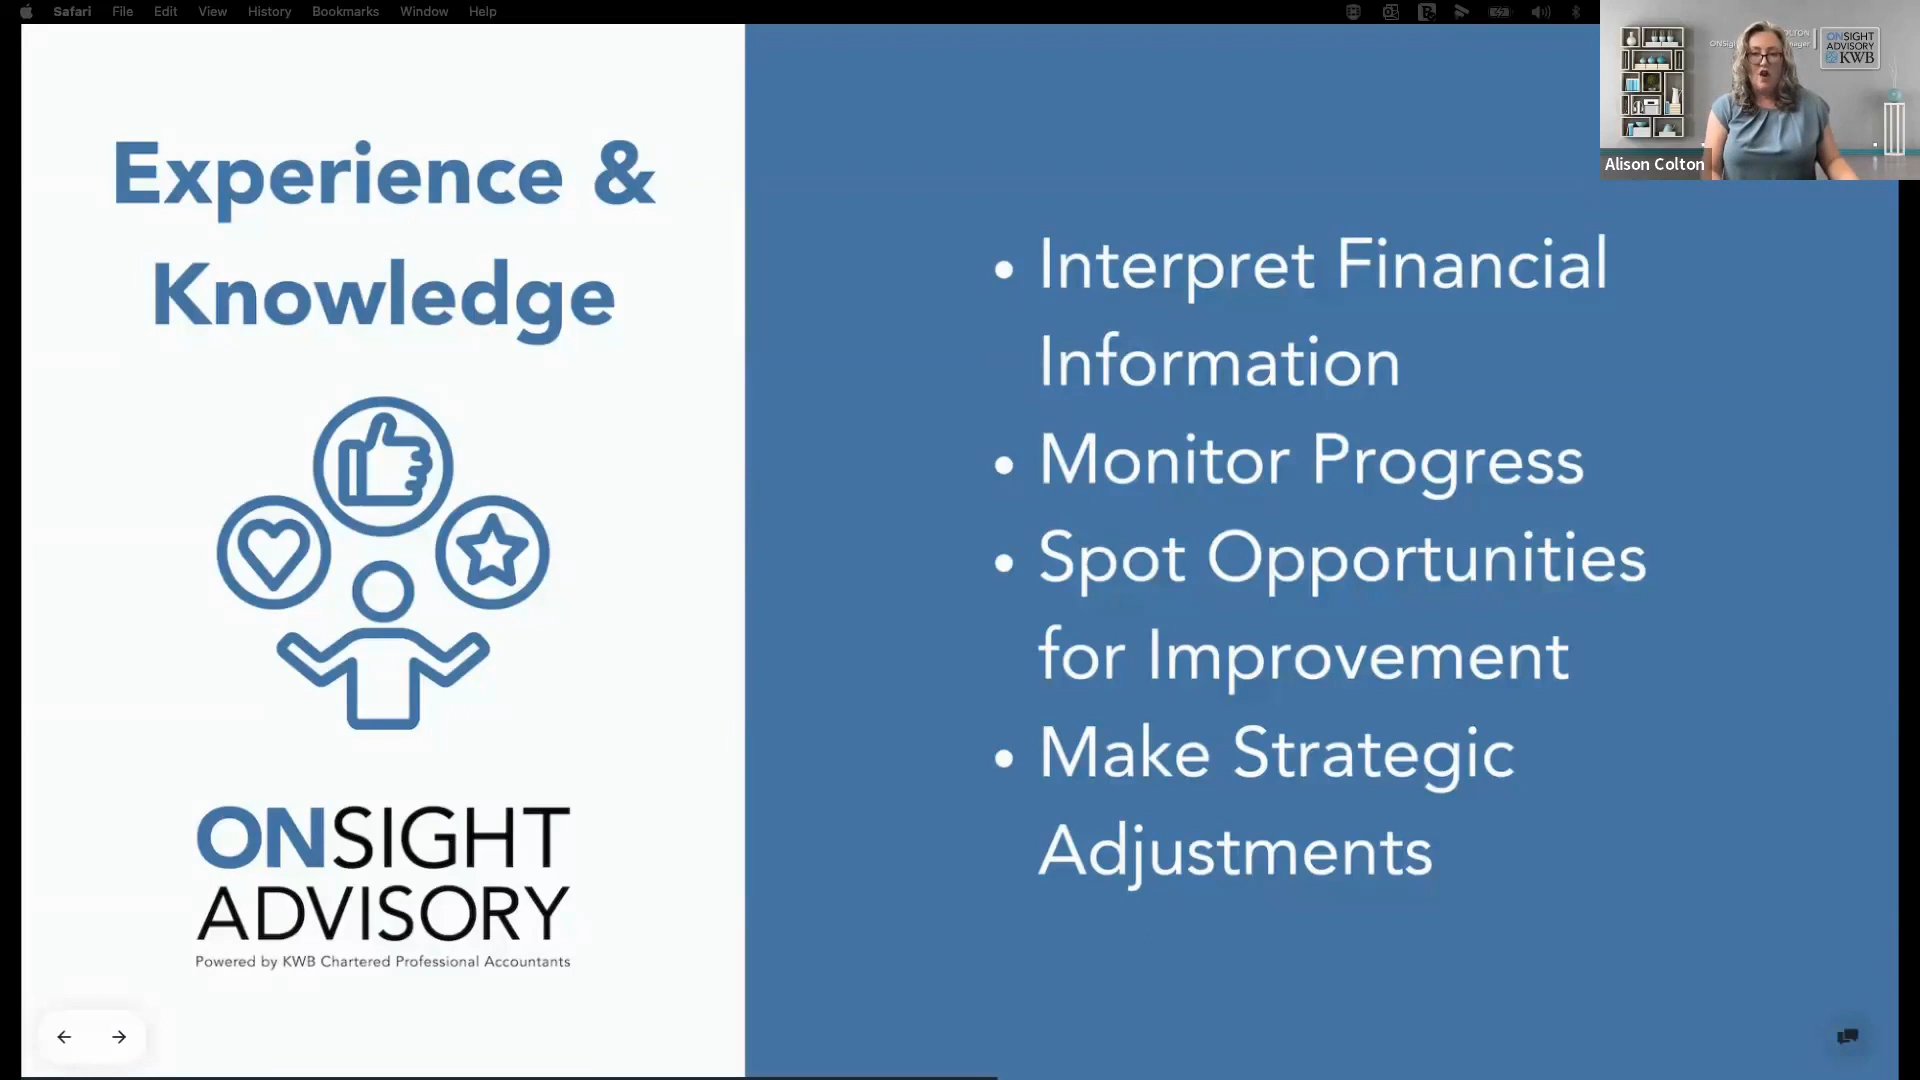 Safari File Edit View History Bookmarks Window Help
ONSIGHT
ADVISORY
KWB
Alison Colton
Experience &
Knowledge
ONSIGHT
ADVISORY
Powered by KWB Chartered Professional Accountants
• Interpret Financial
Information
• Monitor Progress
• Spot Opportunities
for Improvement
• Make Strategic
Adjustments